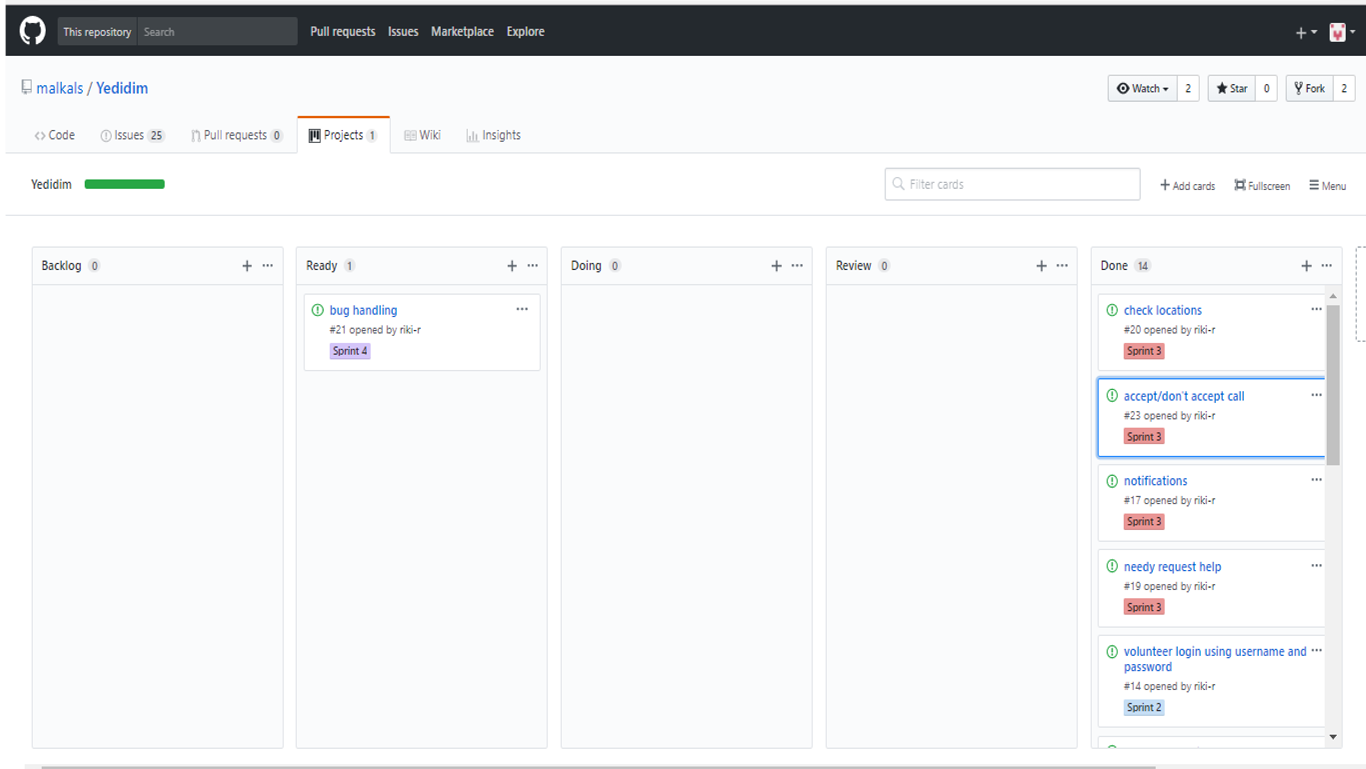 This repository Search Pull requests Issues Marketplace Explore
malkals / Yedidim Watch 2 Star 0 Fork 2
Code Issues 25 Pull requests 0 Projects 1 Wiki Insights
Yedidim Filter cards Add cards Fullscreen Menu
Backlog 0
Ready 1
bug handling
#21 opened by riki-r
Sprint 4
Doing 0
Review 0
Done 14
check locations
#20 opened by riki-r
Sprint 3
accept/don't accept call
#23 opened by riki-r
Sprint 3
notifications
#17 opened by riki-r
Sprint 3
needy request help
#19 opened by riki-r
Sprint 3
volunteer login using username and
password
#14 opened by riki-r
Sprint 2